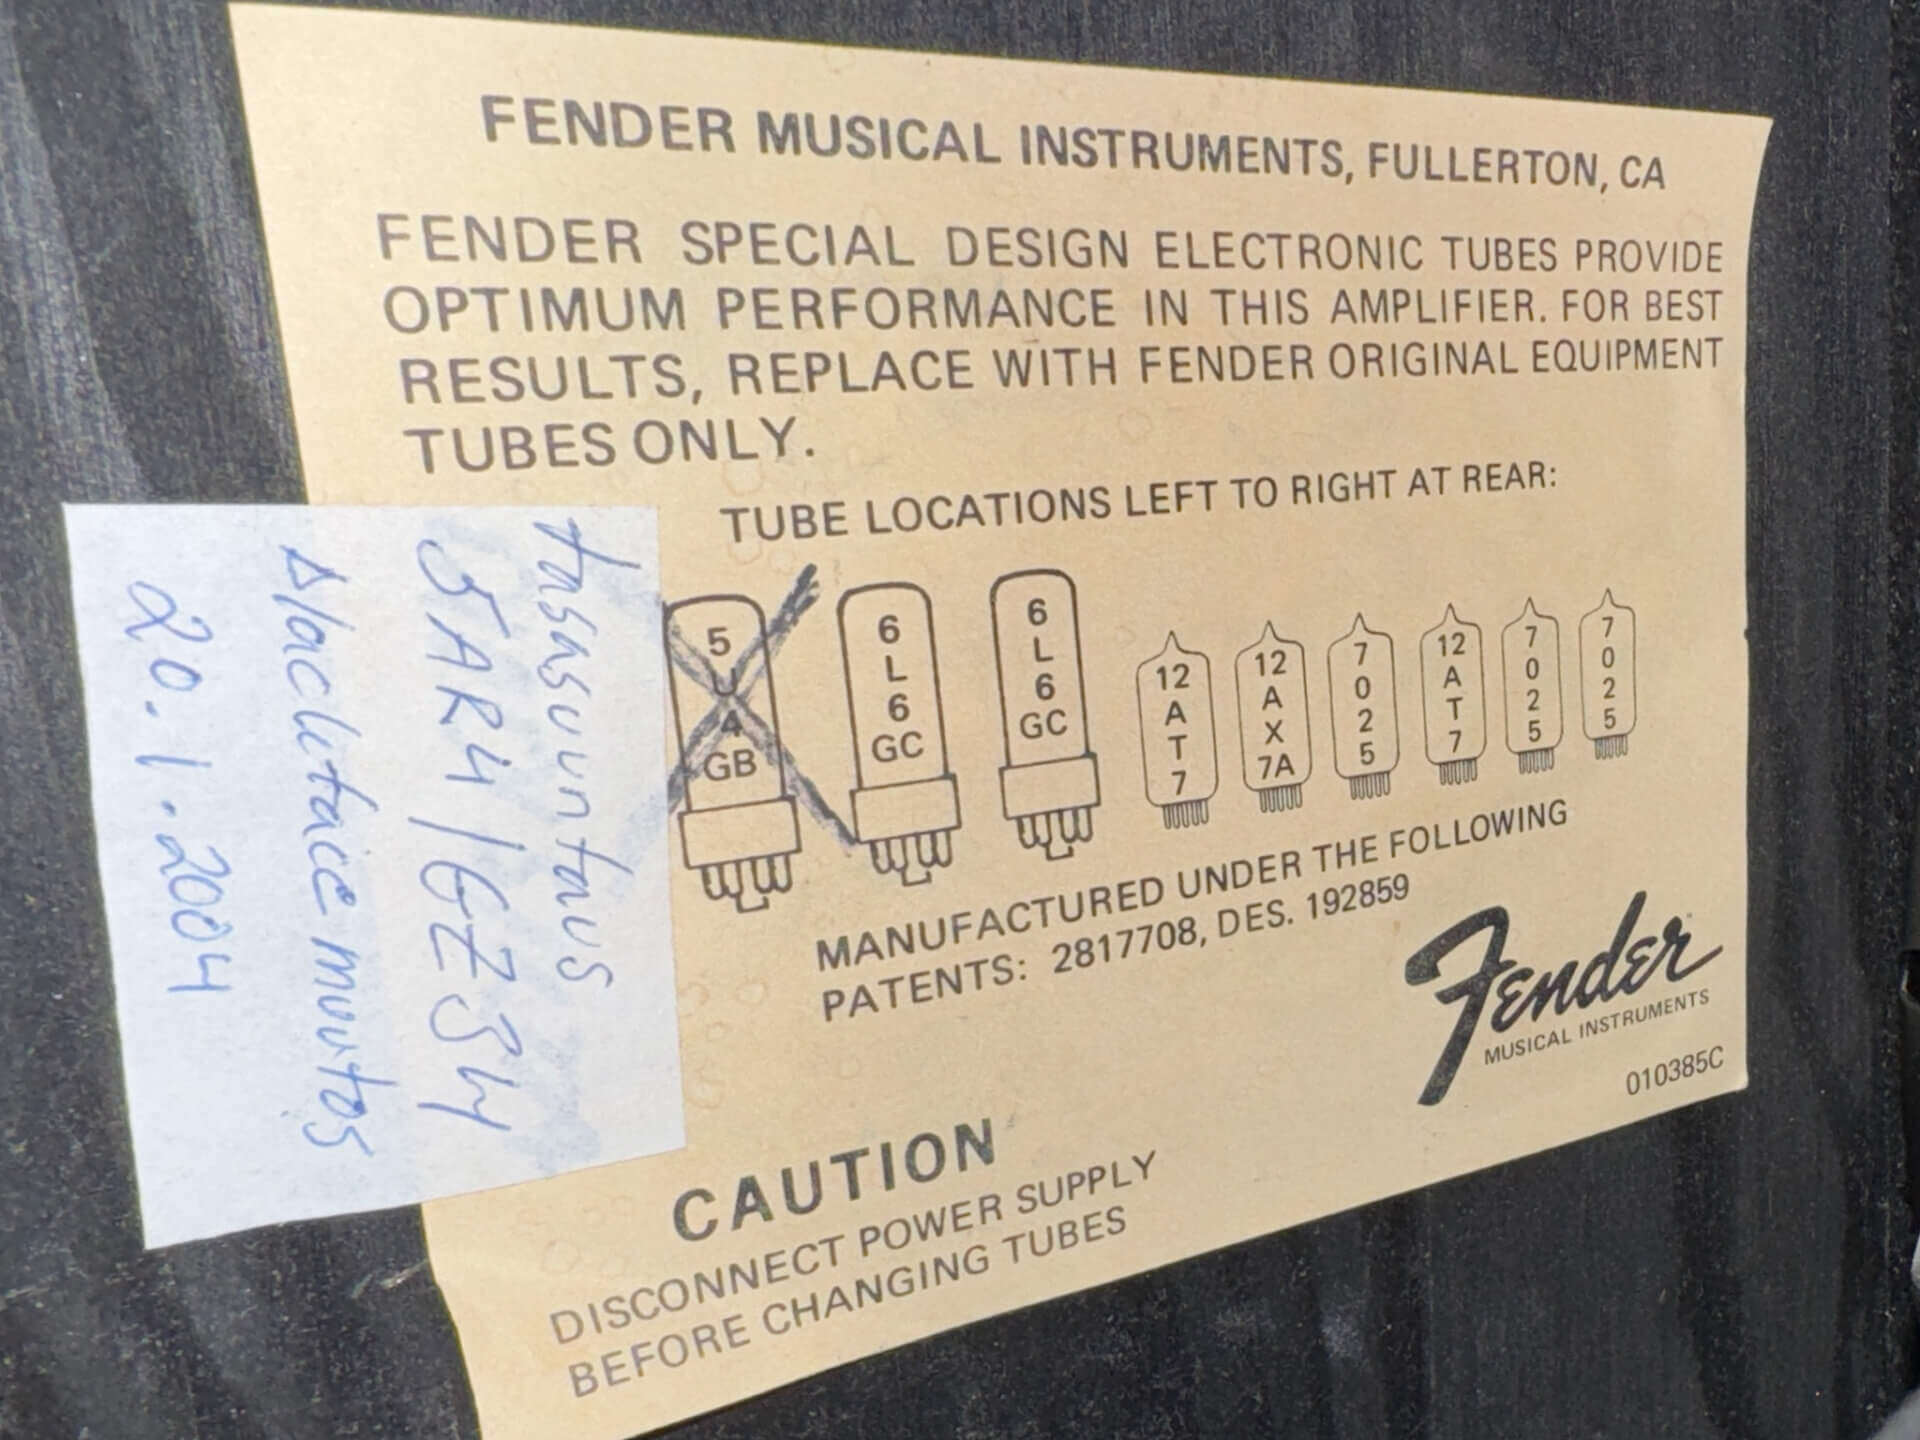 FENDER MUSICAL INSTRUMENTS, FULLERTON, CA
FENDER SPECIAL DESIGN ELECTRONIC TUBES PROVIDE
OPTIMUM PERFORMANCE IN THIS AMPLIFIER. FOR BEST
RESULTS, REPLACE WITH FENDER ORIGINAL EQUIPMENT
TUBES ONLY.
TUBE LOCATIONS LEFT TO RIGHT AT REAR:
5U4GB
6L6GC
6L6GC
12AT7
12AX7A
7025
12AT7
7025
7025
MANUFACTURED UNDER THE FOLLOWING
PATENTS: 2817708, DES. 192859
Fender
MUSICAL INSTRUMENTS
010385C
CAUTION
DISCONNECT POWER SUPPLY
BEFORE CHANGING TUBES
tasasuuntaus
5AR4/GZ34
blackface muutos
20.1.2004